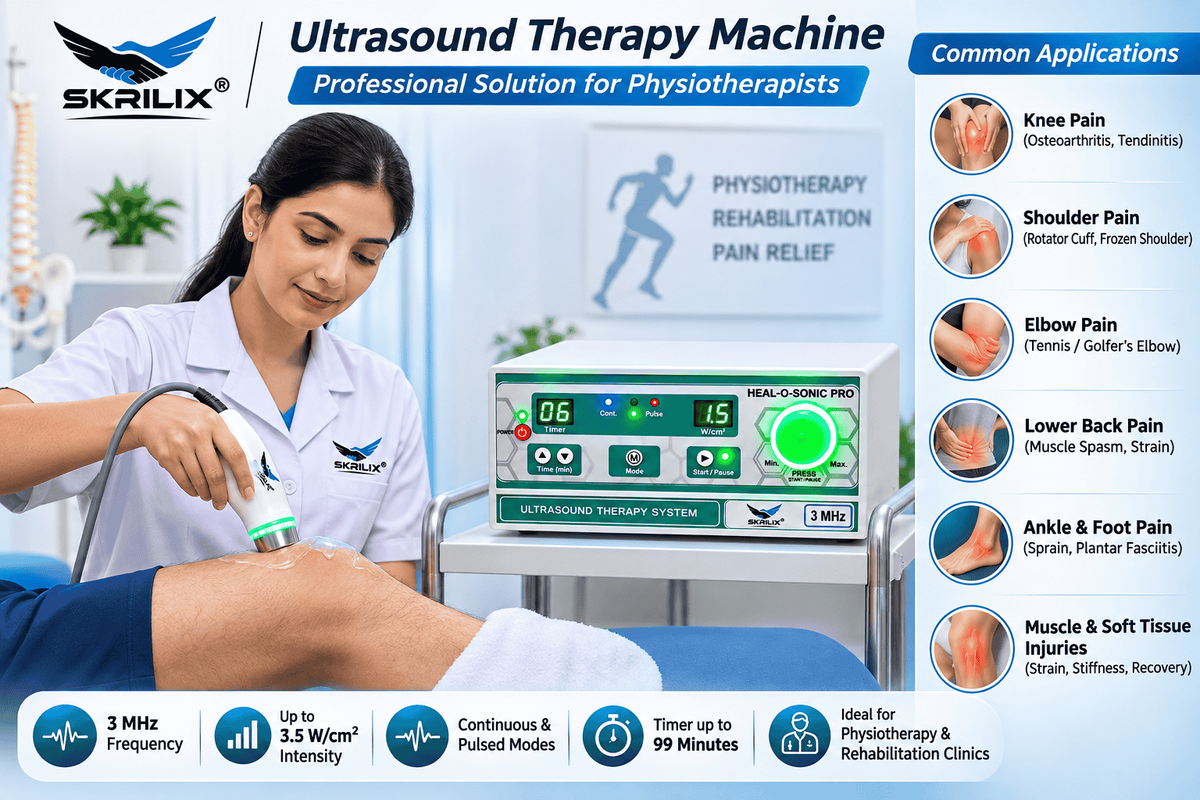 SKRILIX®
Ultrasound Therapy Machine
Professional Solution for Physiotherapists
Common Applications
Knee Pain
(Osteoarthritis, Tendinitis)
Shoulder Pain
(Rotator Cuff, Frozen Shoulder)
Elbow Pain
(Tennis / Golfer's Elbow)
Lower Back Pain
(Muscle Spasm, Strain)
Ankle & Foot Pain
(Sprain, Plantar Fasciitis)
Muscle & Soft Tissue
Injuries
(Strain, Stiffness, Recovery)
PHYSIOTHERAPY
REHABILITATION
PAIN RELIEF
SKRILIX®
HEAL-O-SONIC PRO
POWER
06
Timer
Cont.
Pulse
1.5
W/cm²
Time (min)
M
Mode
Start / Pause
Min.
Max.
PRESS
START / PAUSE
ULTRASOUND THERAPY SYSTEM
SKRILIX®
3 MHz
3 MHz
Frequency
Up to
3.5 W/cm²
Intensity
Continuous &
Pulsed Modes
Timer up to
99 Minutes
Ideal for
Physiotherapy &
Rehabilitation Clinics